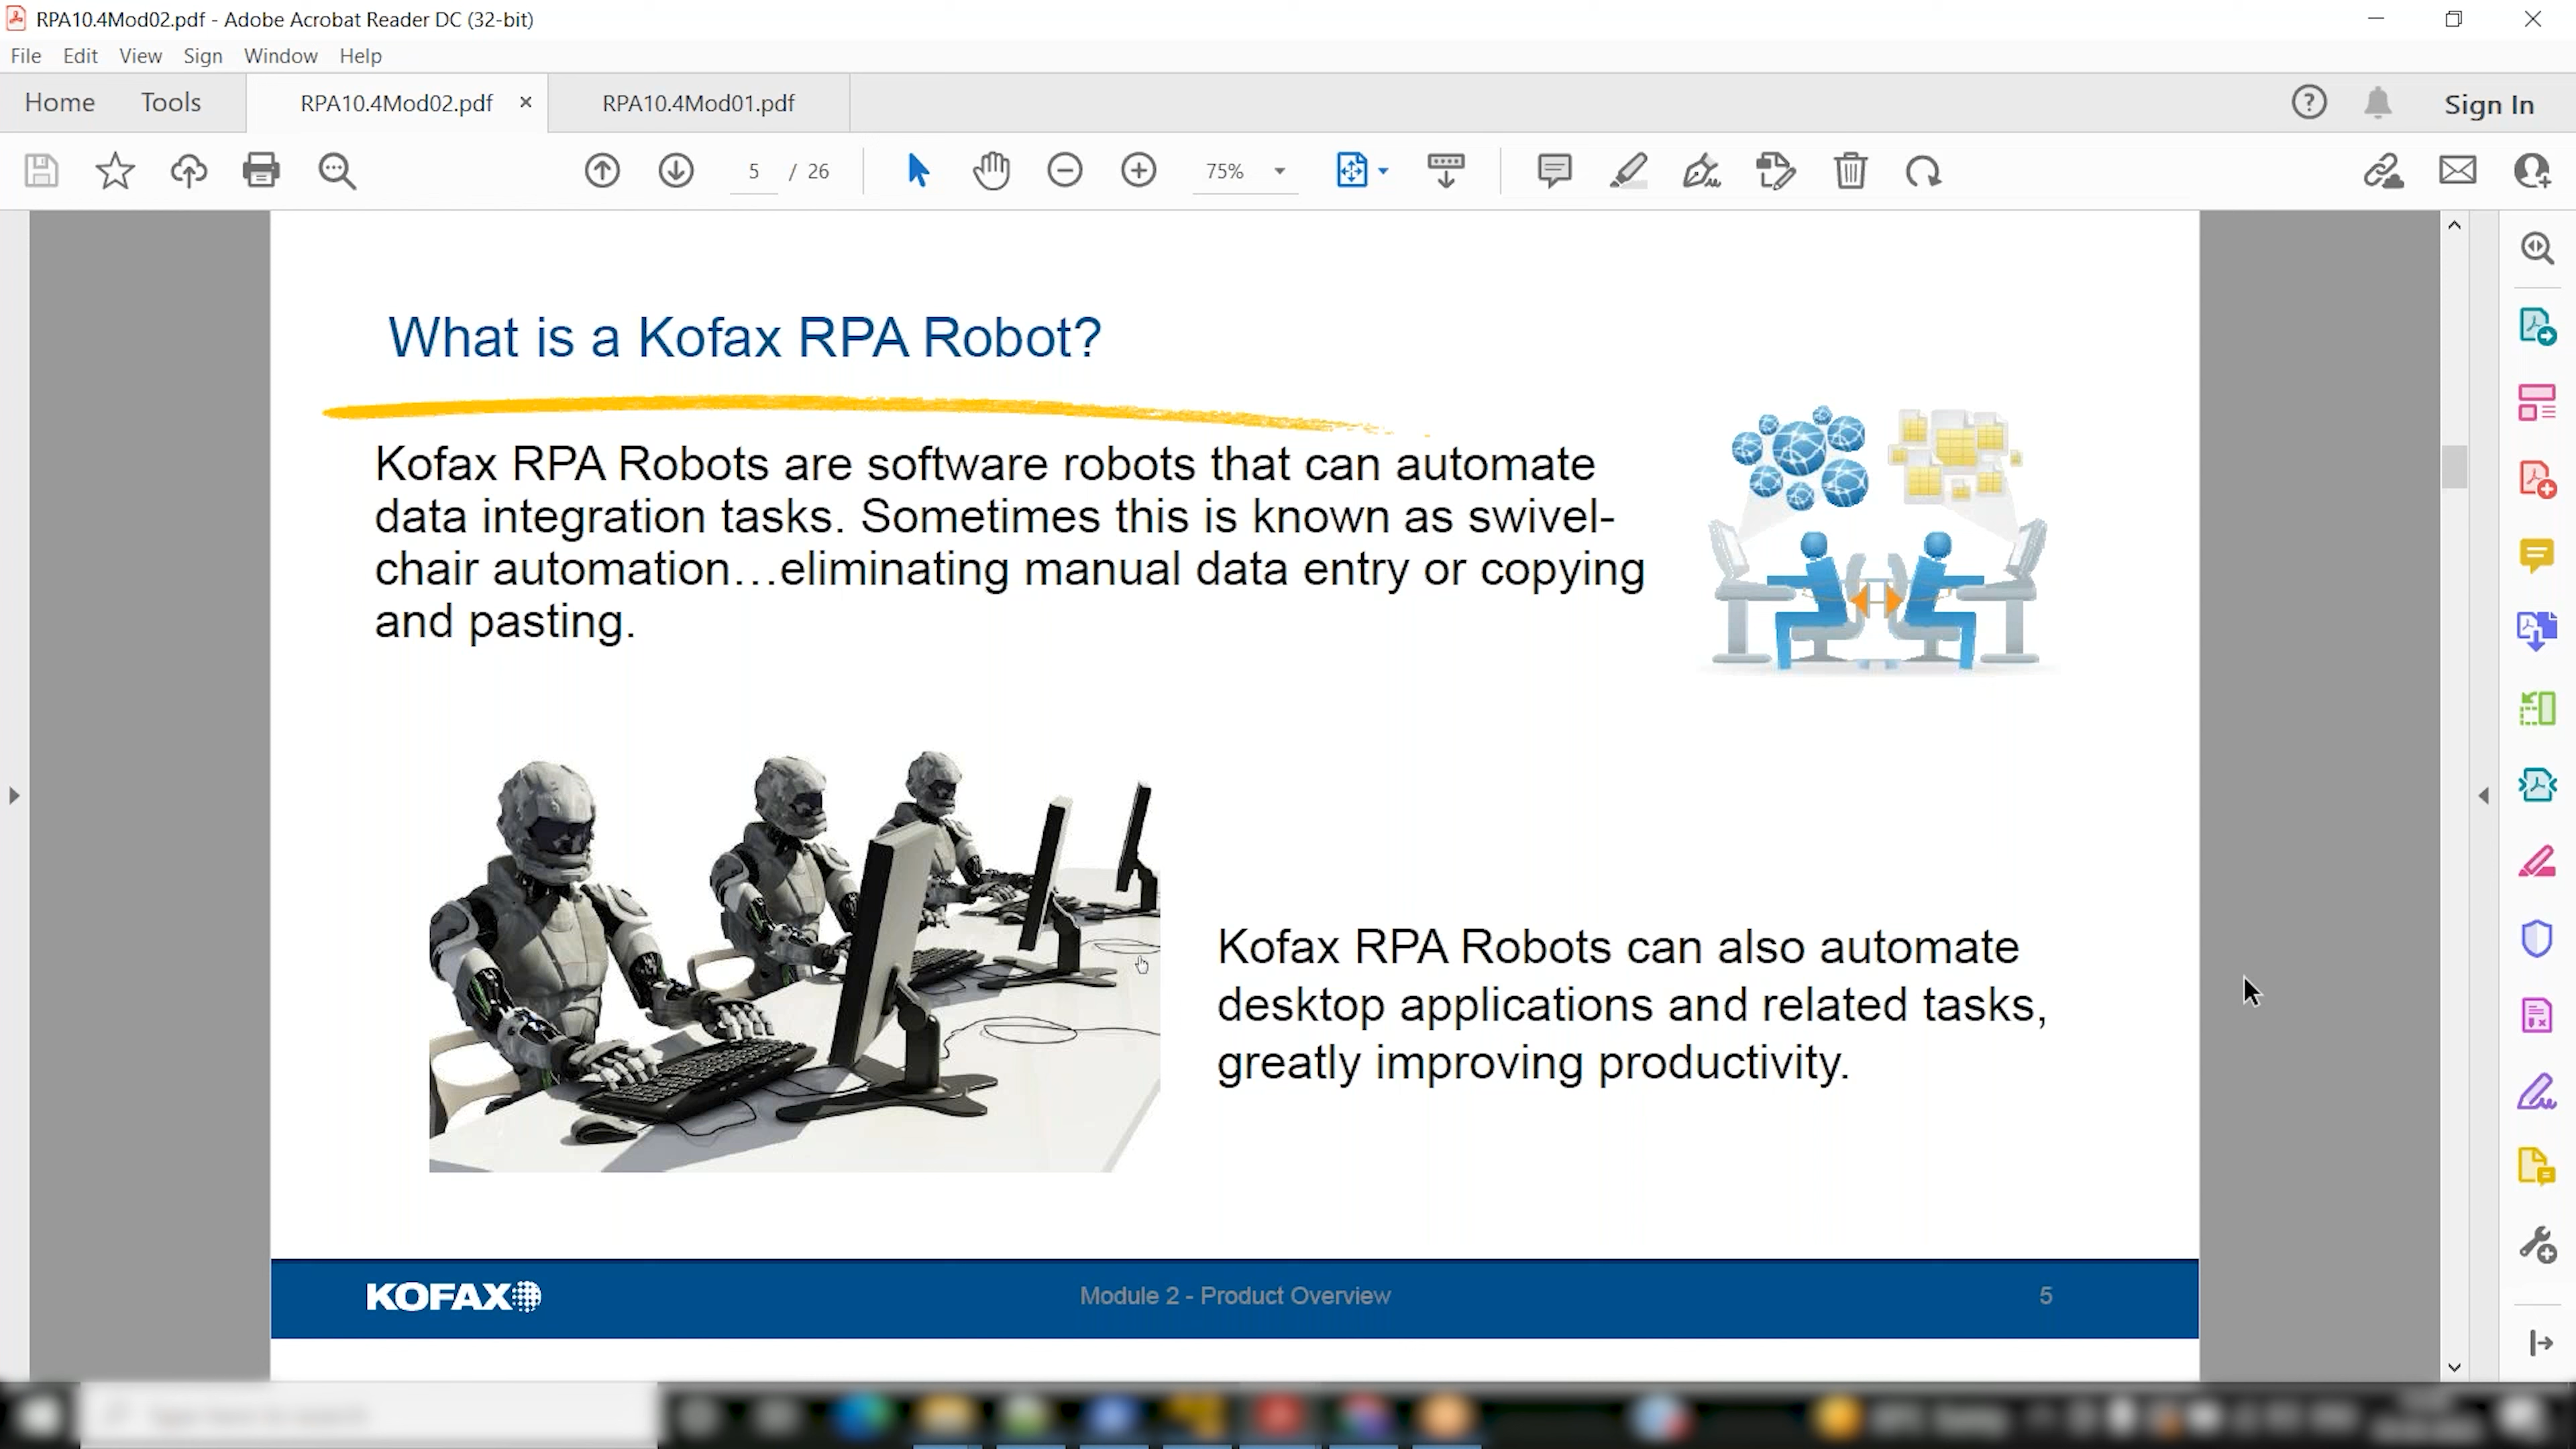 RPA10.4Mod02.pdf - Adobe Acrobat Reader DC (32-bit)
File Edit View Sign Window Help
Home Tools RPA10.4Mod02.pdf × RPA10.4Mod01.pdf Sign In
5 / 26 75%
What is a Kofax RPA Robot?
Kofax RPA Robots are software robots that can automate
data integration tasks. Sometimes this is known as swivel-
chair automation…eliminating manual data entry or copying
and pasting.
Kofax RPA Robots can also automate
desktop applications and related tasks,
greatly improving productivity.
KOFAX Module 2 - Product Overview 5